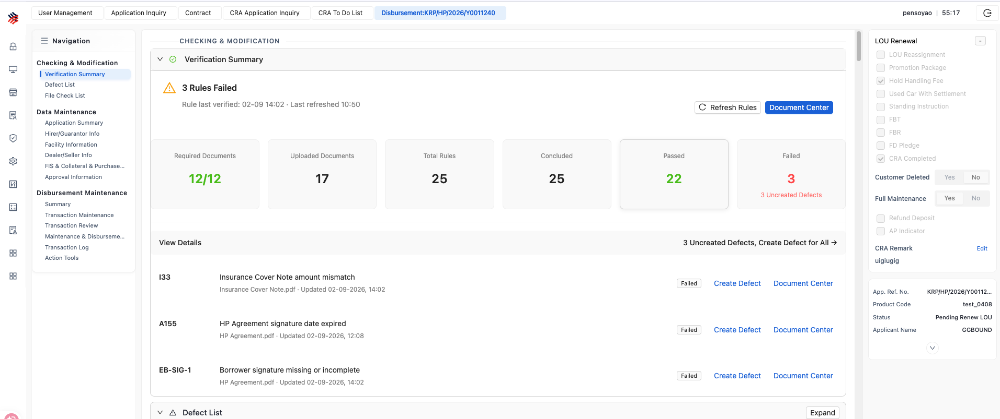 User Management
Application Inquiry
Contract
CRA Application Inquiry
CRA To Do List
Disbursement:KRP/HP/2026/Y0011240
pensoyao | 55:17
Navigation
Checking & Modification
Verification Summary
Defect List
File Check List
Data Maintenance
Application Summary
Hirer/Guarantor Info
Facility Information
Dealer/Seller Info
FIS & Collateral & Purchase...
Approval Information
Disbursement Maintenance
Summary
Transaction Maintenance
Transaction Review
Maintenance & Disburseme...
Transaction Log
Action Tools
CHECKING & MODIFICATION
Verification Summary
3 Rules Failed
Rule last verified: 02-09 14:02 · Last refreshed 10:50
Refresh Rules
Document Center
Required Documents
12/12
Uploaded Documents
17
Total Rules
25
Concluded
25
Passed
22
Failed
3
3 Uncreated Defects
View Details
3 Uncreated Defects, Create Defect for All →
I33
Insurance Cover Note amount mismatch
Insurance Cover Note.pdf · Updated 02-09-2026, 14:02
Failed
Create Defect
Document Center
A155
HP Agreement signature date expired
HP Agreement.pdf · Updated 02-09-2026, 12:08
Failed
Create Defect
Document Center
EB-SIG-1
Borrower signature missing or incomplete
HP Agreement.pdf · Updated 02-09-2026, 14:02
Failed
Create Defect
Document Center
Defect List
Expand
LOU Renewal
-
LOU Reassignment
Promotion Package
Hold Handling Fee
Used Car With Settlement
Standing Instruction
FBT
FBR
FD Pledge
CRA Completed
Customer Deleted
Yes
No
Full Maintenance
Yes
No
Refund Deposit
AP Indicator
CRA Remark
Edit
uigiugig
App. Ref. No.
KRP/HP/2026/Y00112...
Product Code
test_0408
Status
Pending Renew LOU
Applicant Name
GGBOUND